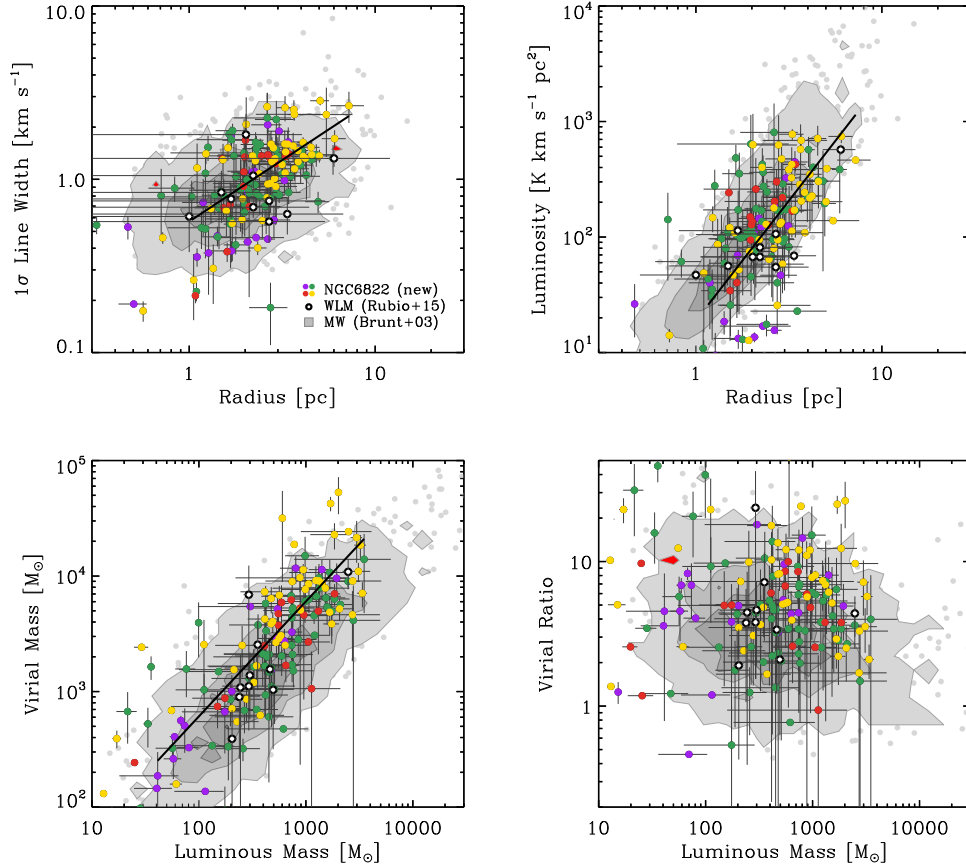 10.0
1.0
0.1
1σ Line Width [km s⁻¹]
1
10
Radius [pc]
NGC6822 (new)
WLM (Rubio+15)
MW (Brunt+03)
10⁴
10³
10²
10¹
Luminosity [K km s⁻¹ pc²]
1
10
Radius [pc]
10⁵
10⁴
10³
10²
Virial Mass [M⊙]
10
100
1000
10000
Luminous Mass [M⊙]
10
1
Virial Ratio
10
100
1000
10000
Luminous Mass [M⊙]